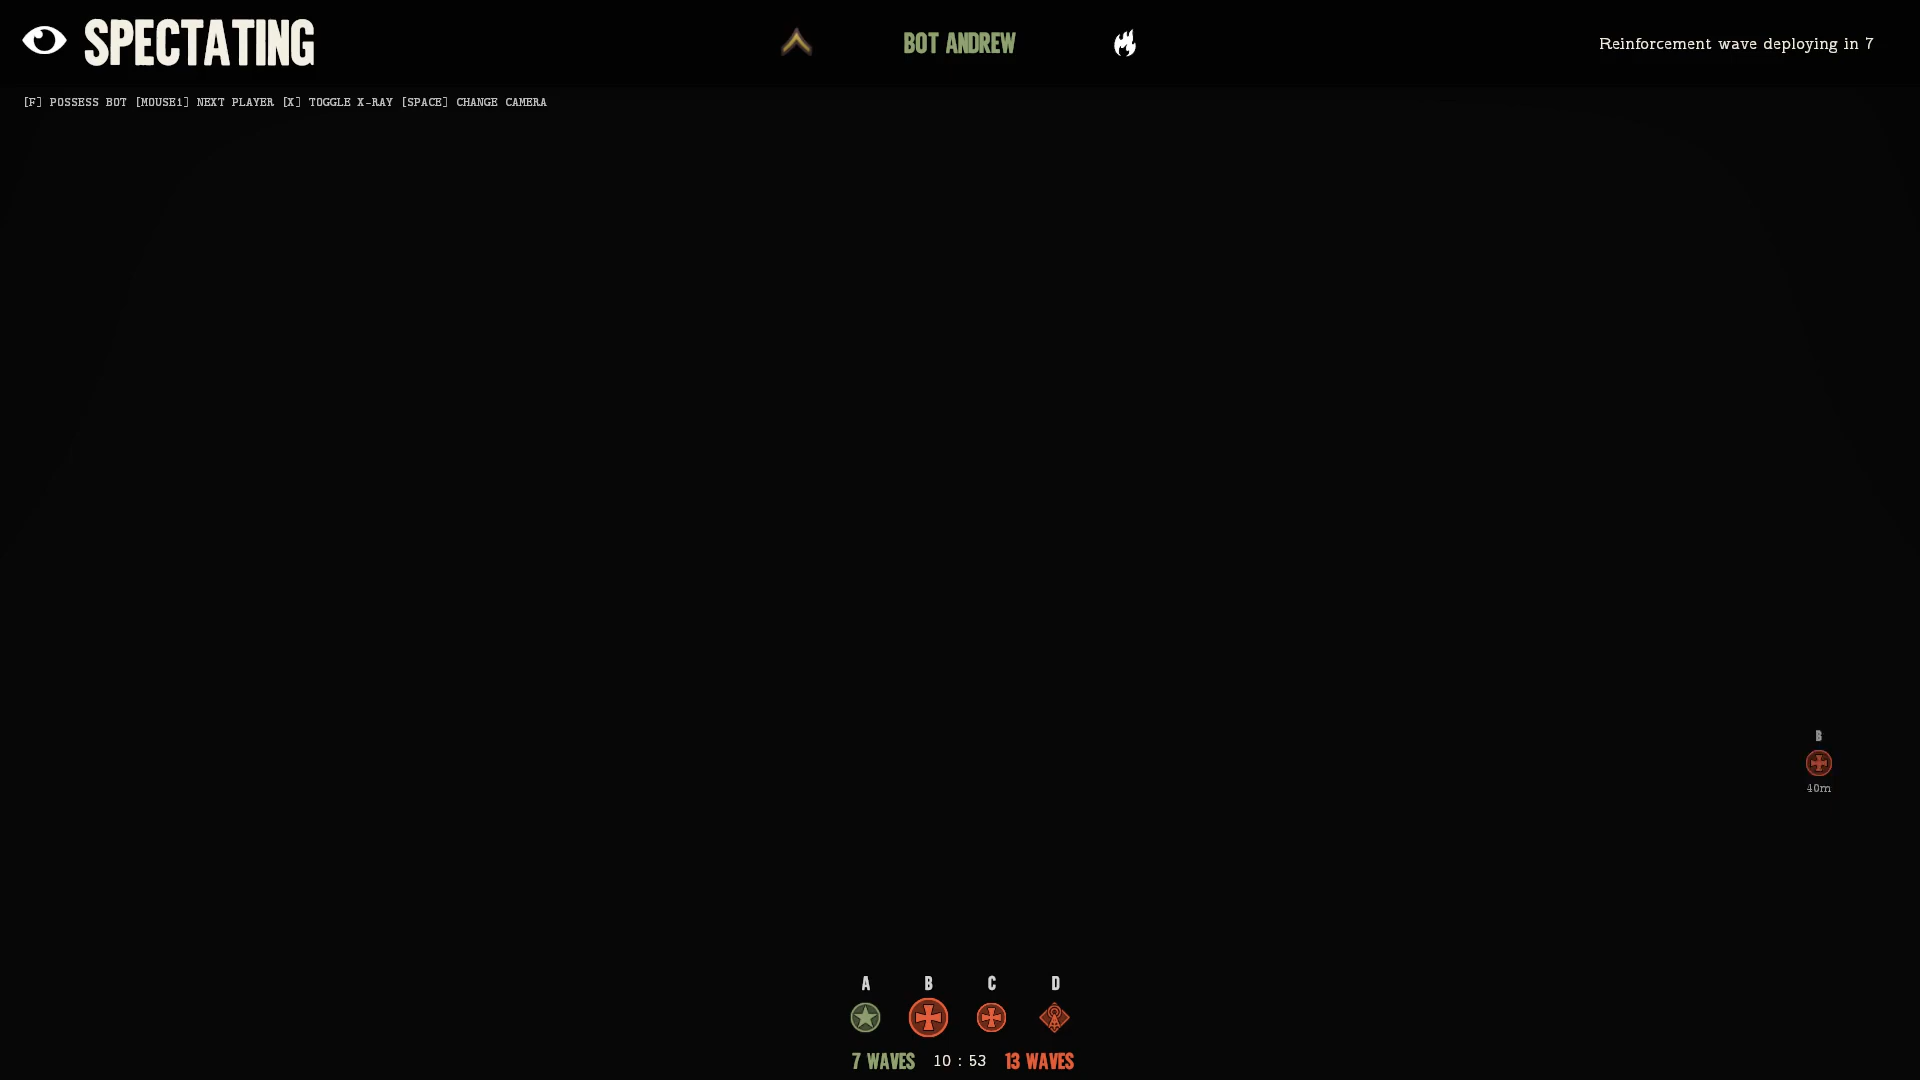 SPECTATING
BOT ANDREW
Reinforcement wave deploying in 7
[F] POSSESS BOT [MOUSE1] NEXT PLAYER [X] TOGGLE X-RAY [SPACE] CHANGE CAMERA
B
40m
A B C D
7 WAVES 10 : 53 13 WAVES